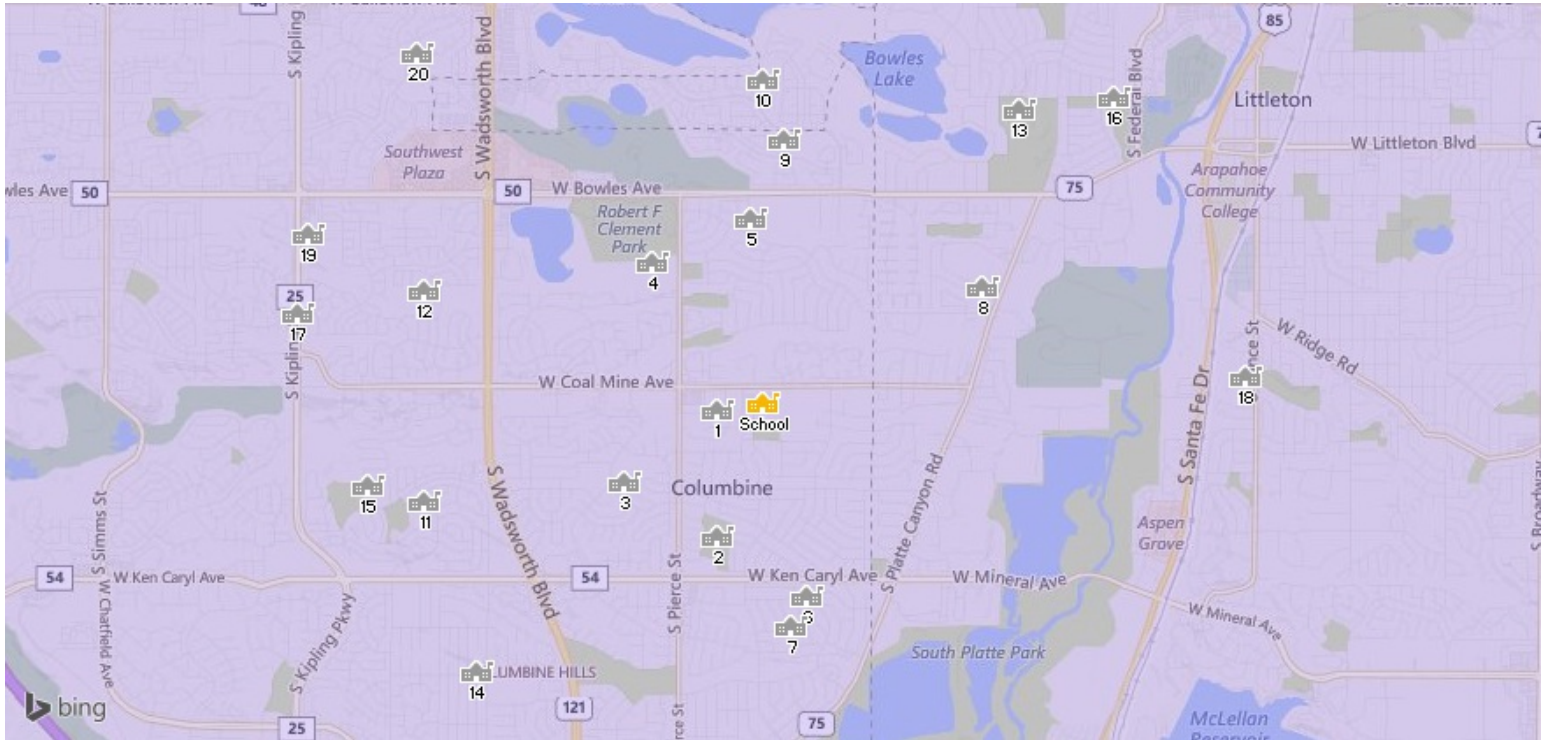 S Kipling
S Wadsworth Blvd
20
10
Bowles
Lake
13
16
S Federal Blvd
85
Littleton
W Littleton Blvd
Southwest
Plaza
9
Arapahoe
Community
College
wles Ave
50
50
W Bowles Ave
75
Robert F
Clement
Park
5
19
4
25
12
8
17
S Kiplin
nce St
W Ridge Rd
W Coal Mine Ave
18
1
School
S Santa Fe Dr
S Platte Canyon Rd
S Wadsworth Blvd
3
Columbine
15
11
S Simms St
Aspen
Grove
S Broadway
2
S Pierce St
54
W Ken Caryl Ave
54
W Ken Caryl Ave
W Mineral Ave
S W Chatfield Ave
6
W Mineral Ave
7
S Kipling Pkwy
South Platte Park
14
LUMBINE HILLS
bing
121
rce St
75
25
McLellan